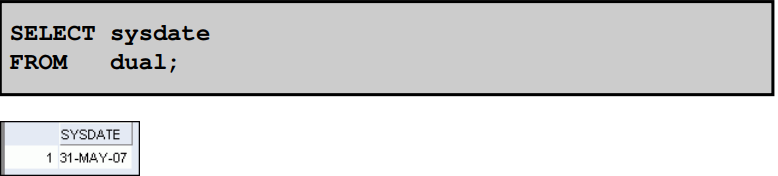 SELECT sysdate
FROM dual;
SYSDATE
1 31-MAY-07